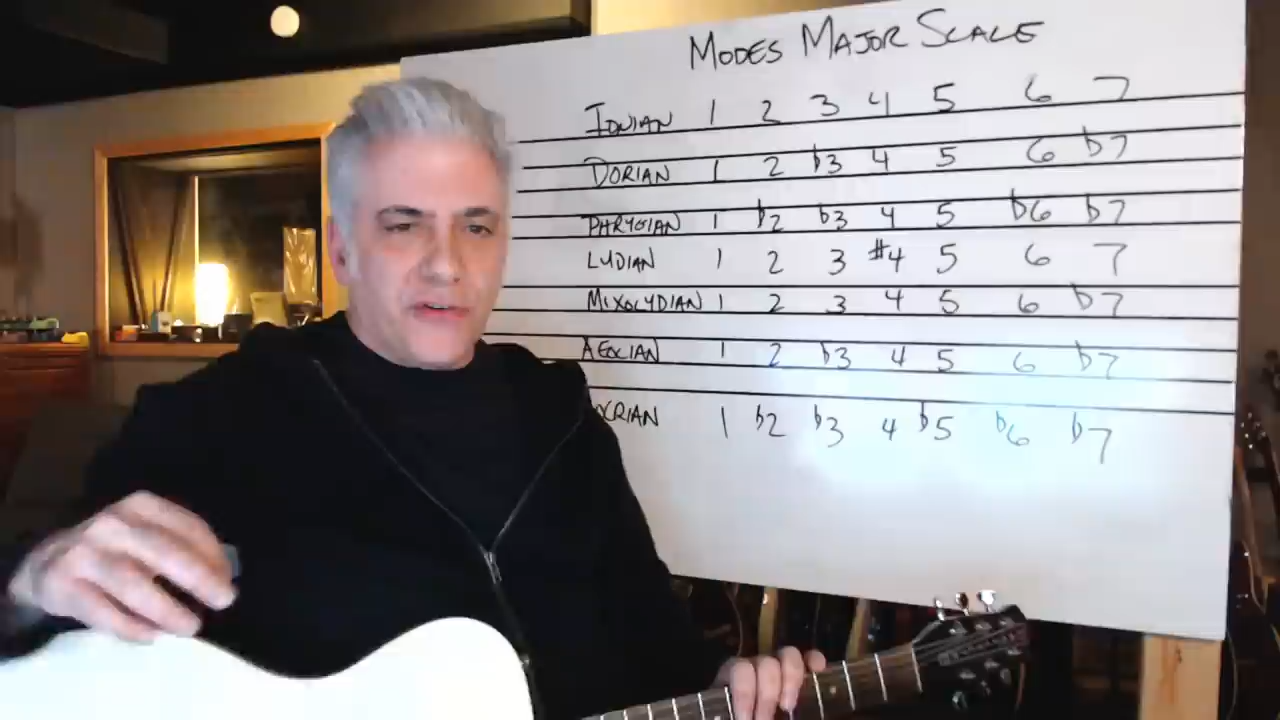 MODES MAJOR SCALE
IONIAN 1 2 3 4 5 6 7
DORIAN 1 2 b3 4 5 6 b7
PHRYGIAN 1 b2 b3 4 5 b6 b7
LYDIAN 1 2 3 #4 5 6 7
MIXOLYDIAN 1 2 3 4 5 6 b7
AEOLIAN 1 2 b3 4 5 6 b7
OCRIAN 1 b2 b3 4 b5 b6 b7